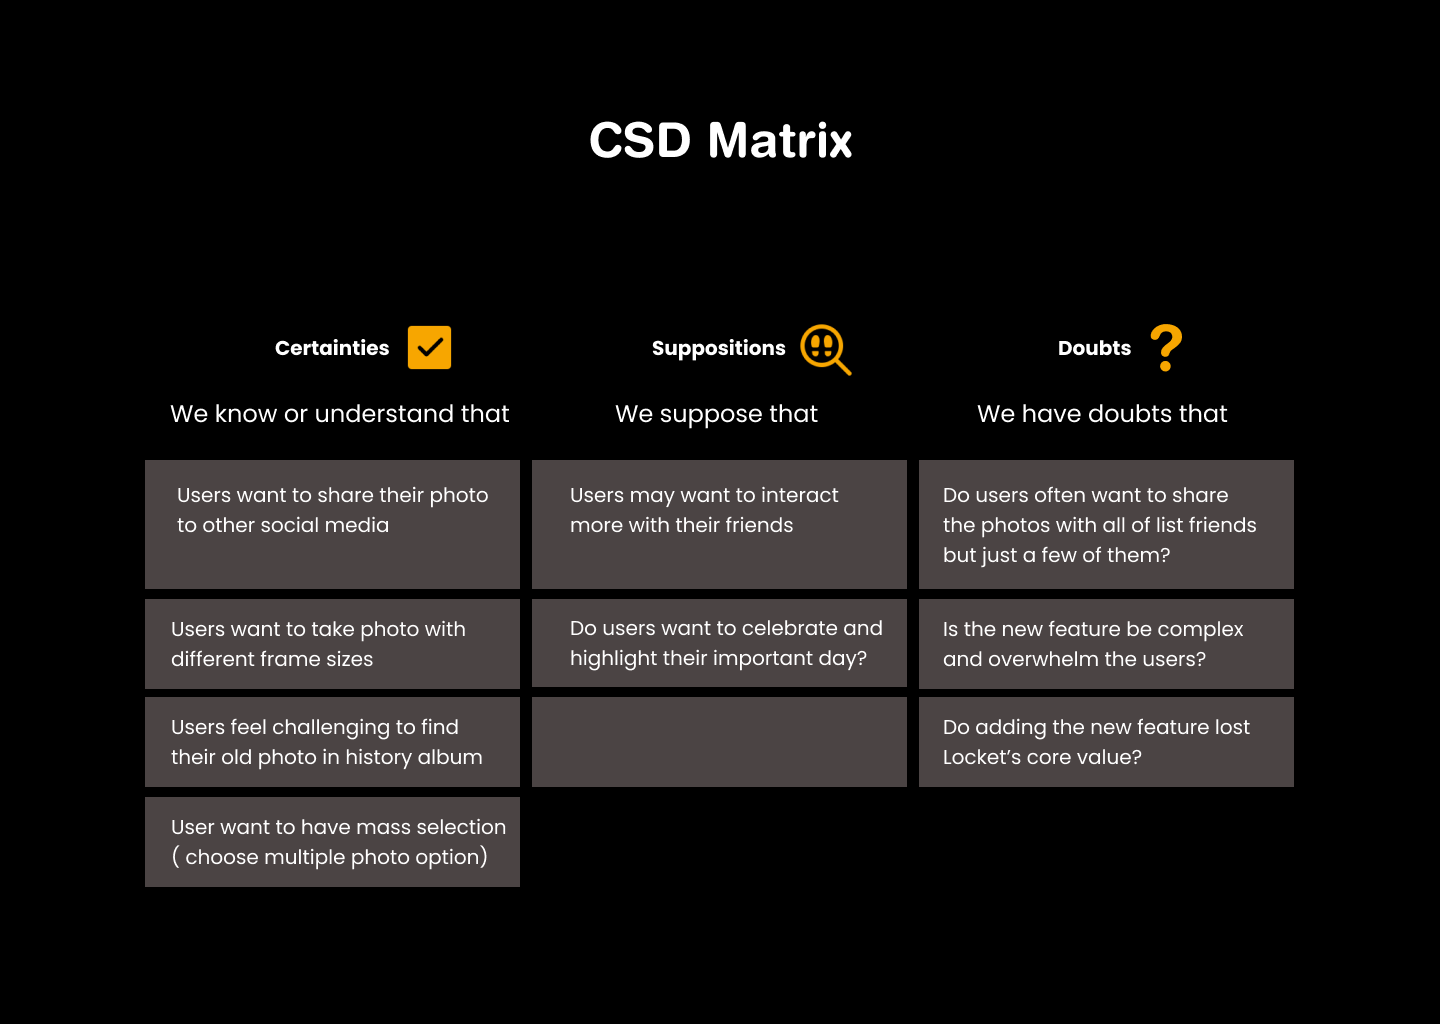 CSD Matrix
Certainties
Suppositions
Doubts
We know or understand that
We suppose that
We have doubts that
Users want to share their photo
to other social media
Users may want to interact
more with their friends
Do users often want to share
the photos with all of list friends
but just a few of them?
Users want to take photo with
different frame sizes
Do users want to celebrate and
highlight their important day?
Is the new feature be complex
and overwhelm the users?
Users feel challenging to find
their old photo in history album
Do adding the new feature lost
Locket’s core value?
User want to have mass selection
( choose multiple photo option)